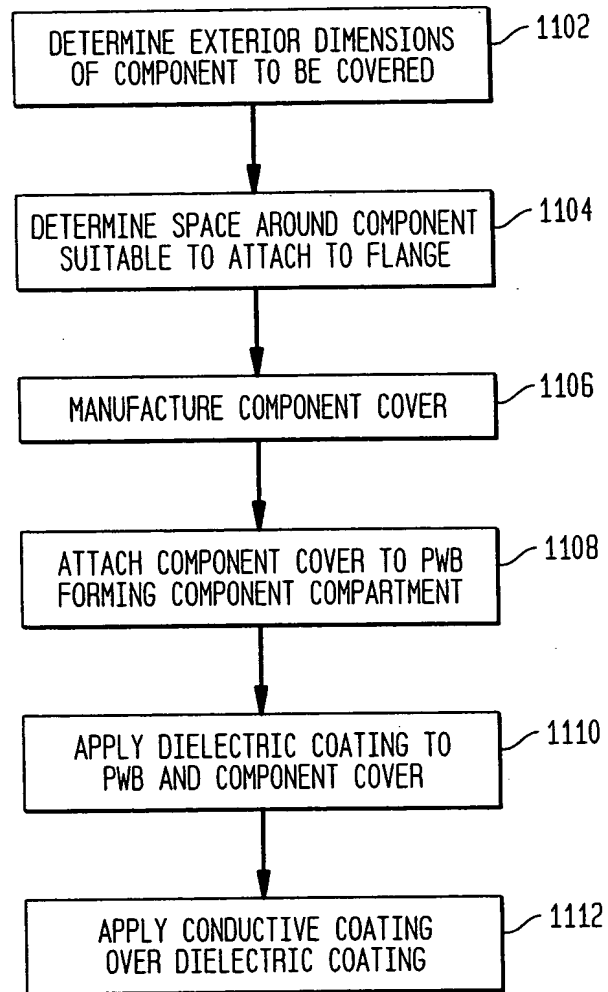 DETERMINE EXTERIOR DIMENSIONS
OF COMPONENT TO BE COVERED
1102
DETERMINE SPACE AROUND COMPONENT
SUITABLE TO ATTACH TO FLANGE
1104
MANUFACTURE COMPONENT COVER
1106
ATTACH COMPONENT COVER TO PWB
FORMING COMPONENT COMPARTMENT
1108
APPLY DIELECTRIC COATING TO
PWB AND COMPONENT COVER
1110
APPLY CONDUCTIVE COATING
OVER DIELECTRIC COATING
1112